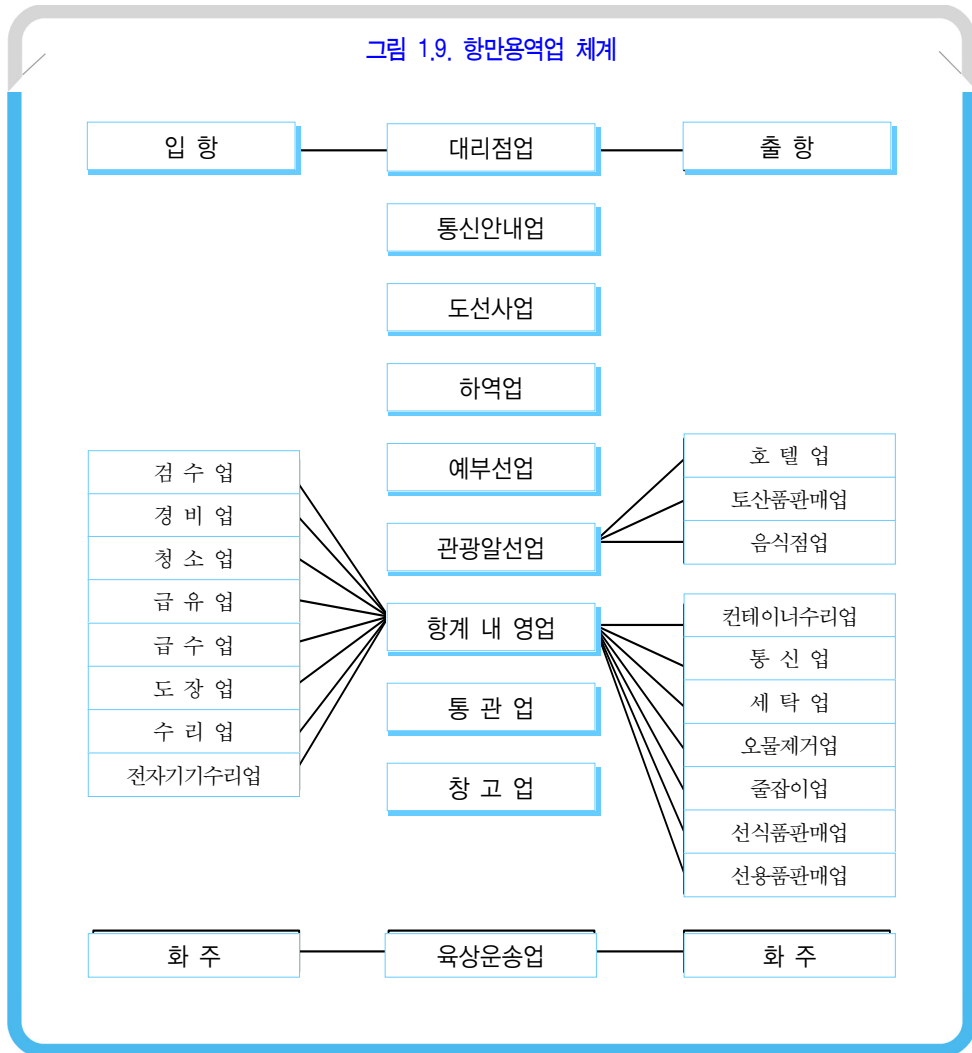 그림 1.9. 항만용역업 체계
입 항
대리점업
출 항
통신안내업
도선사업
하역업
예부선업
관광알선업
항계 내 영업
통 관 업
창 고 업
검 수 업
경 비 업
청 소 업
급 유 업
급 수 업
도 장 업
수 리 업
전자기기수리업
호 텔 업
토산품판매업
음식점업
컨테이너수리업
통 신 업
세 탁 업
오물제거업
줄잡이업
선식품판매업
선용품판매업
화 주
육상운송업
화 주